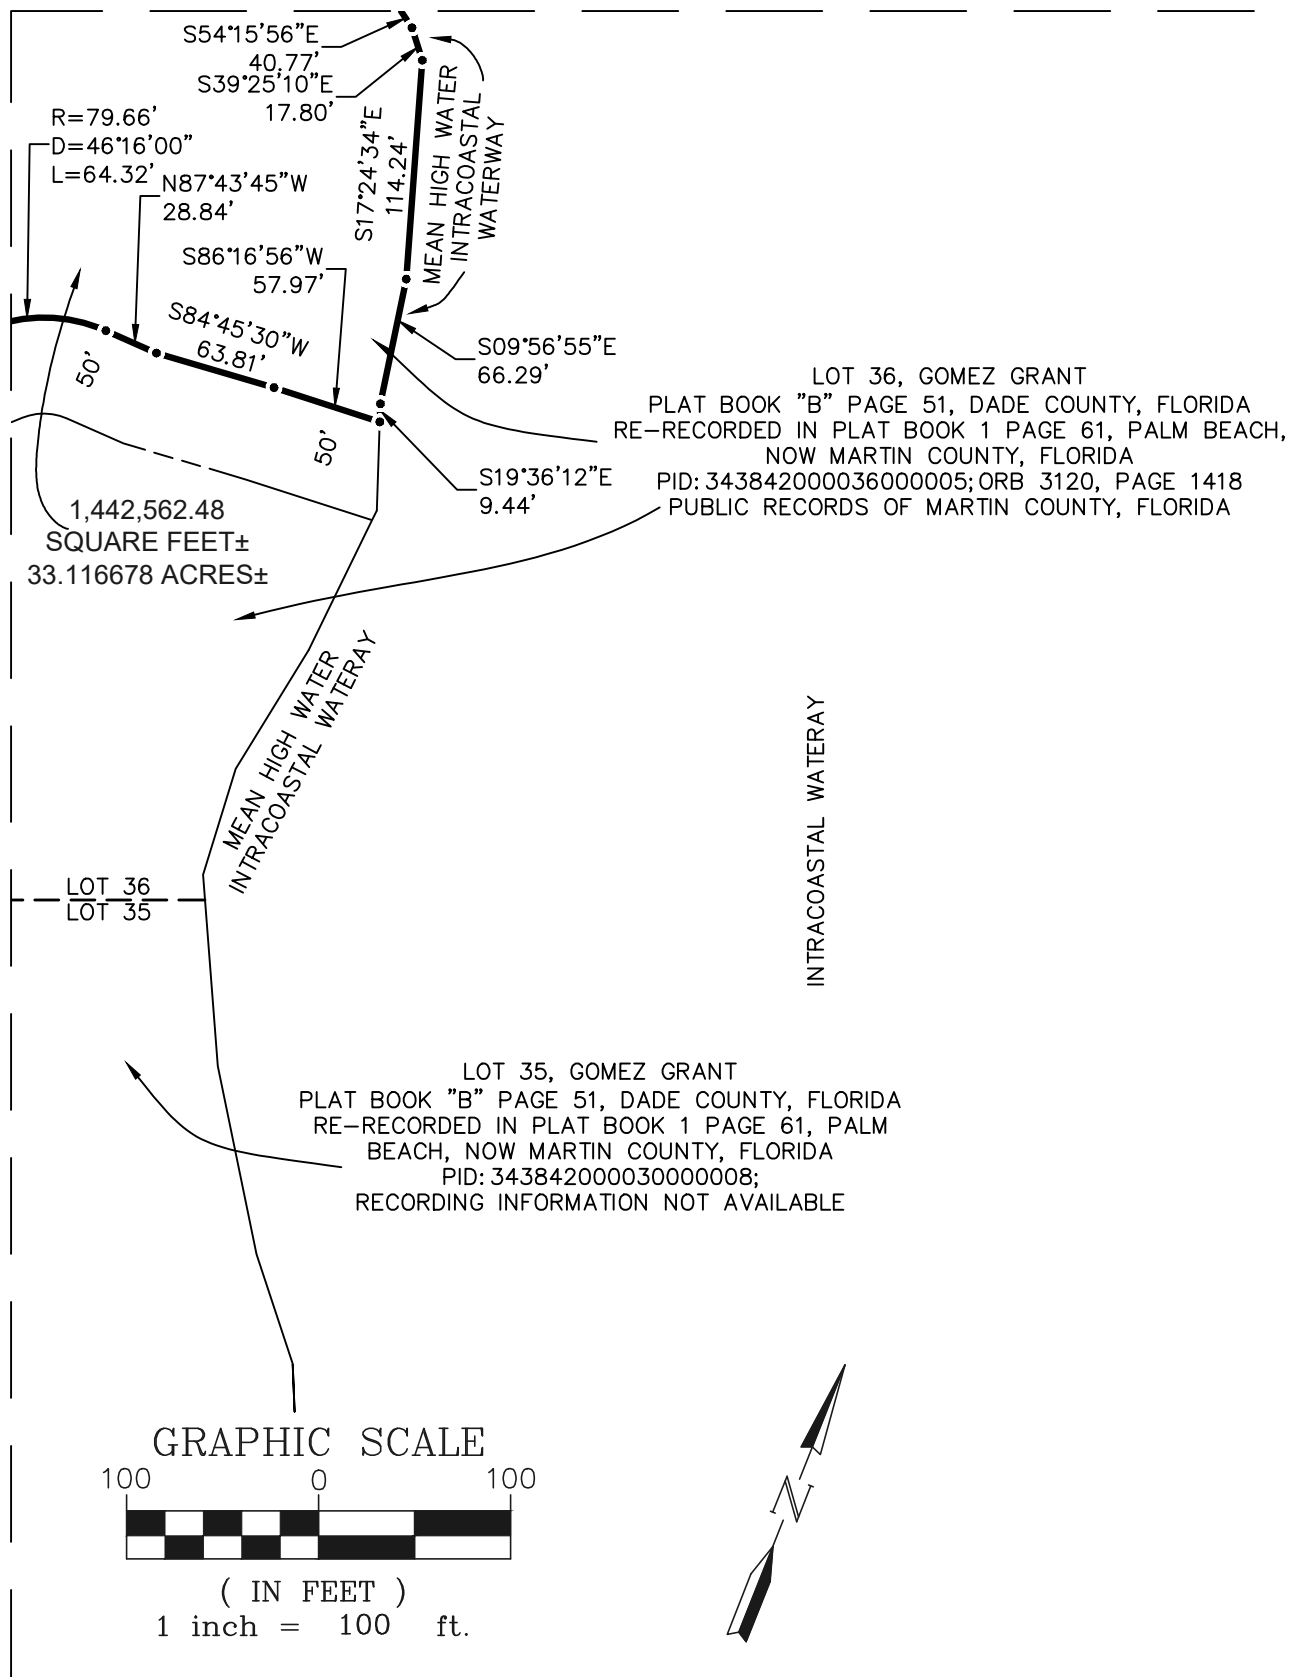 S54°15'56"E
40.77'
S39°25'10"E
17.80'
R=79.66'
D=46°16'00"
L=64.32'
N87°43'45"W
28.84'
S17°24'34"E
114.24'
MEAN HIGH WATER
INTRACOASTAL
WATERWAY
S86°16'56"W
57.97'
S84°45'30"W
63.81'
50'
50'
S09°56'55"E
66.29'
S19°36'12"E
9.44'
LOT 36, GOMEZ GRANT
PLAT BOOK "B" PAGE 51, DADE COUNTY, FLORIDA
RE-RECORDED IN PLAT BOOK 1 PAGE 61, PALM BEACH,
NOW MARTIN COUNTY, FLORIDA
PID: 343842000036000005; ORB 3120, PAGE 1418
PUBLIC RECORDS OF MARTIN COUNTY, FLORIDA
1,442,562.48
SQUARE FEET±
33.116678 ACRES±
MEAN HIGH WATER
INTRACOASTAL WATERAY
INTRACOASTAL WATERAY
LOT 36
LOT 35
LOT 35, GOMEZ GRANT
PLAT BOOK "B" PAGE 51, DADE COUNTY, FLORIDA
RE-RECORDED IN PLAT BOOK 1 PAGE 61, PALM
BEACH, NOW MARTIN COUNTY, FLORIDA
PID: 343842000030000008;
RECORDING INFORMATION NOT AVAILABLE
GRAPHIC SCALE
100 0 100
( IN FEET )
1 inch = 100 ft.
N